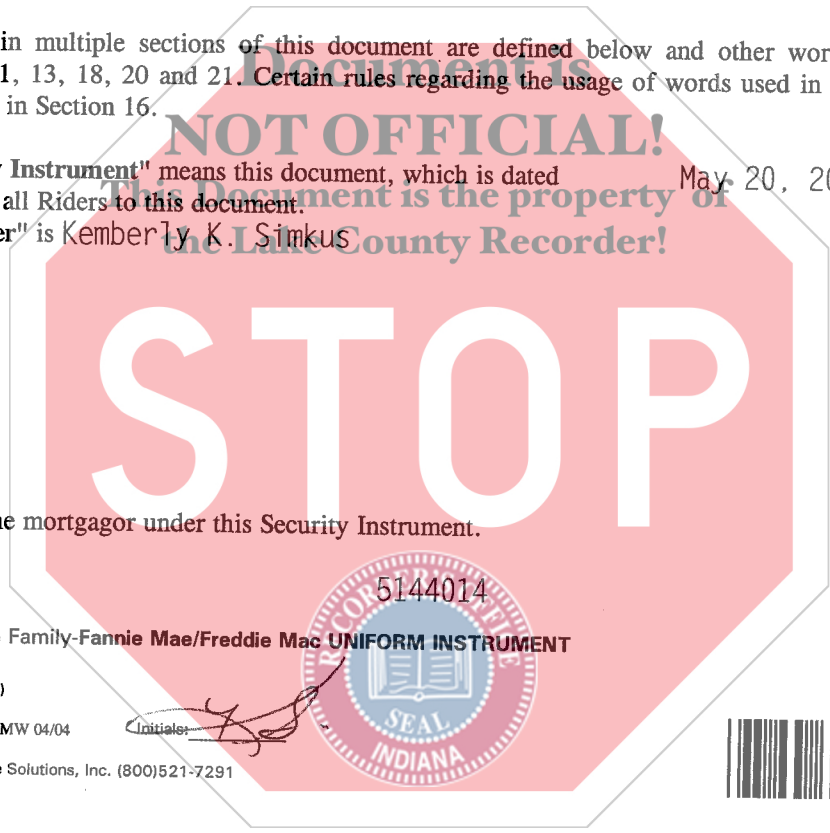 in multiple sections of this document are defined below and other wor
1, 13, 18, 20 and 21. Certain rules regarding the usage of words used in
in Section 16.
Document is
NOT OFFICIAL!
This Document is the property of
the Lake County Recorder!
y Instrument" means this document, which is dated May 20, 20
all Riders to this document.
er" is Kemberly K. Simkus
STOP
e mortgagor under this Security Instrument.
5144014
Family-Fannie Mae/Freddie Mac UNIFORM INSTRUMENT
)
MW 04/04 Initials: KS
Solutions, Inc. (800)521-7291
RECORDER'S OFFICE
SEAL
INDIANA